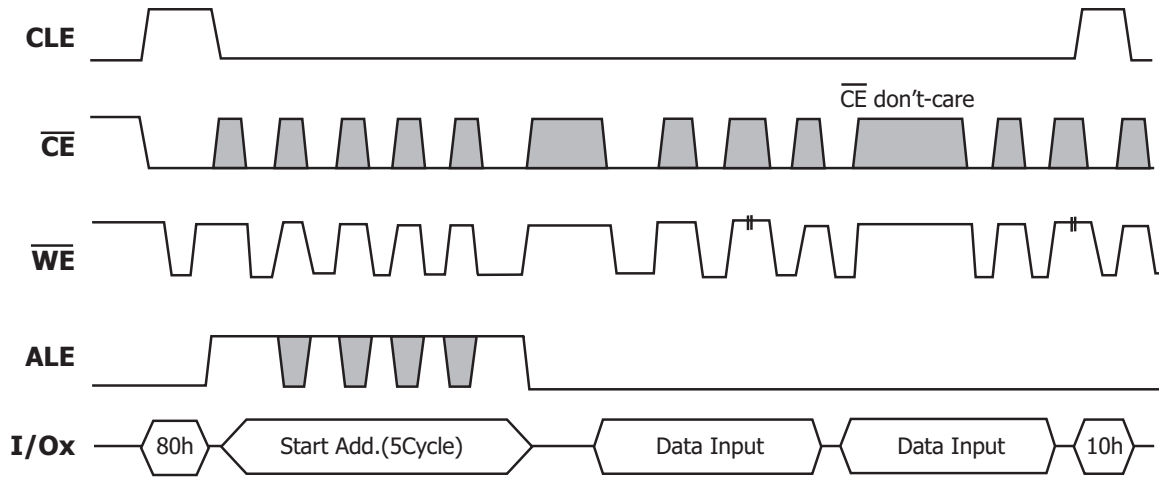 CLE
CE don't-care
CE
WE
ALE
I/Ox 80h Start Add.(5Cycle) Data Input Data Input 10h